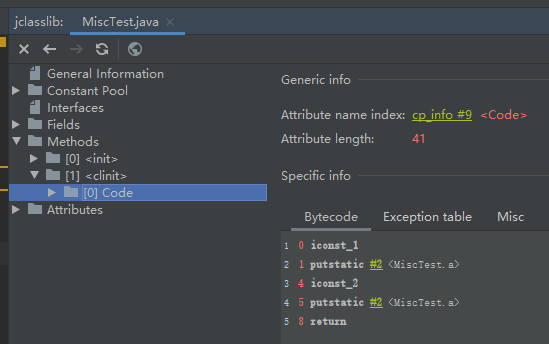 jclasslib: MiscTest.java
General Information
Constant Pool
Interfaces
Fields
Methods
[0] <init>
[1] <clinit>
[0] Code
Attributes
Generic info
Attribute name index: cp_info #9 <Code>
Attribute length: 41
Specific info
Bytecode Exception table Misc
1 0 iconst_1
2 1 putstatic #2 <MiscTest.a>
3 4 iconst_2
4 5 putstatic #2 <MiscTest.a>
5 8 return